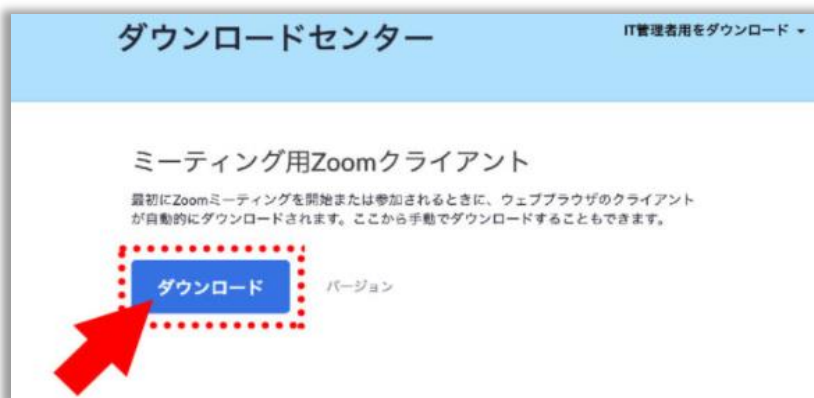 ダウンロードセンター
IT管理者用をダウンロード
ミーティング用Zoomクライアント
最初にZoomミーティングを開始または参加されるときに、ウェブブラウザのクライアント
が自動的にダウンロードされます。ここから手動でダウンロードすることもできます。
ダウンロード
バージョン